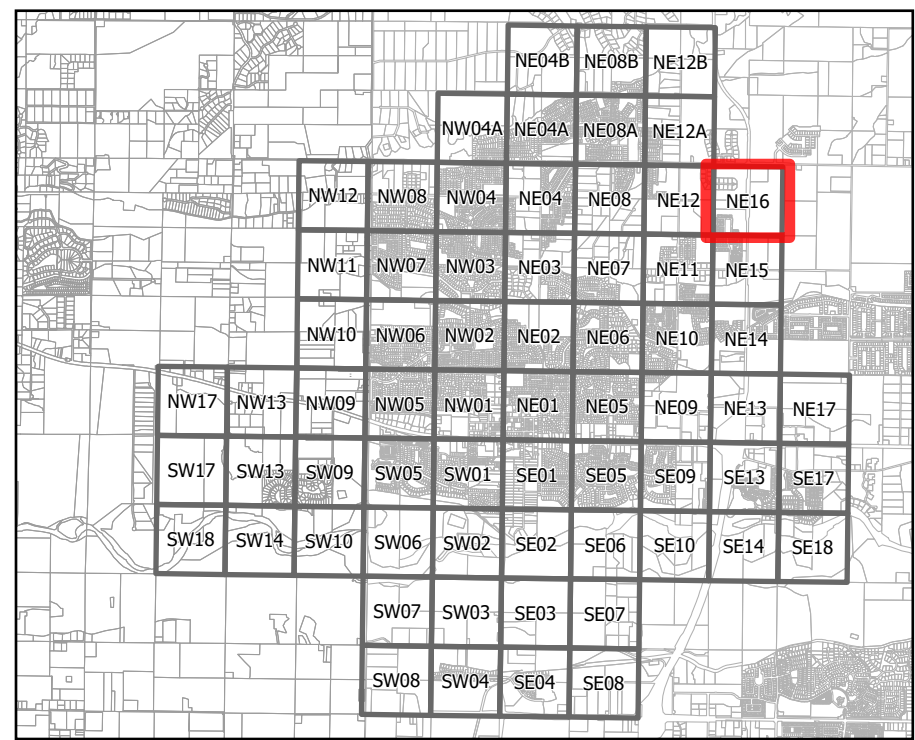 NE04B NE08B NE12B
NW04A NE04A NE08A NE12A
NW12 NW08 NW04 NE04 NE08 NE12 NE16
NW11 NW07 NW03 NE03 NE07 NE11 NE15
NW10 NW06 NW02 NE02 NE06 NE10 NE14
NW17 NW13 NW09 NW05 NW01 NE01 NE05 NE09 NE13 NE17
SW17 SW13 SW09 SW05 SW01 SE01 SE05 SE09 SE13 SE17
SW18 SW14 SW10 SW06 SW02 SE02 SE06 SE10 SE14 SE18
SW07 SW03 SE03 SE07
SW08 SW04 SE04 SE08